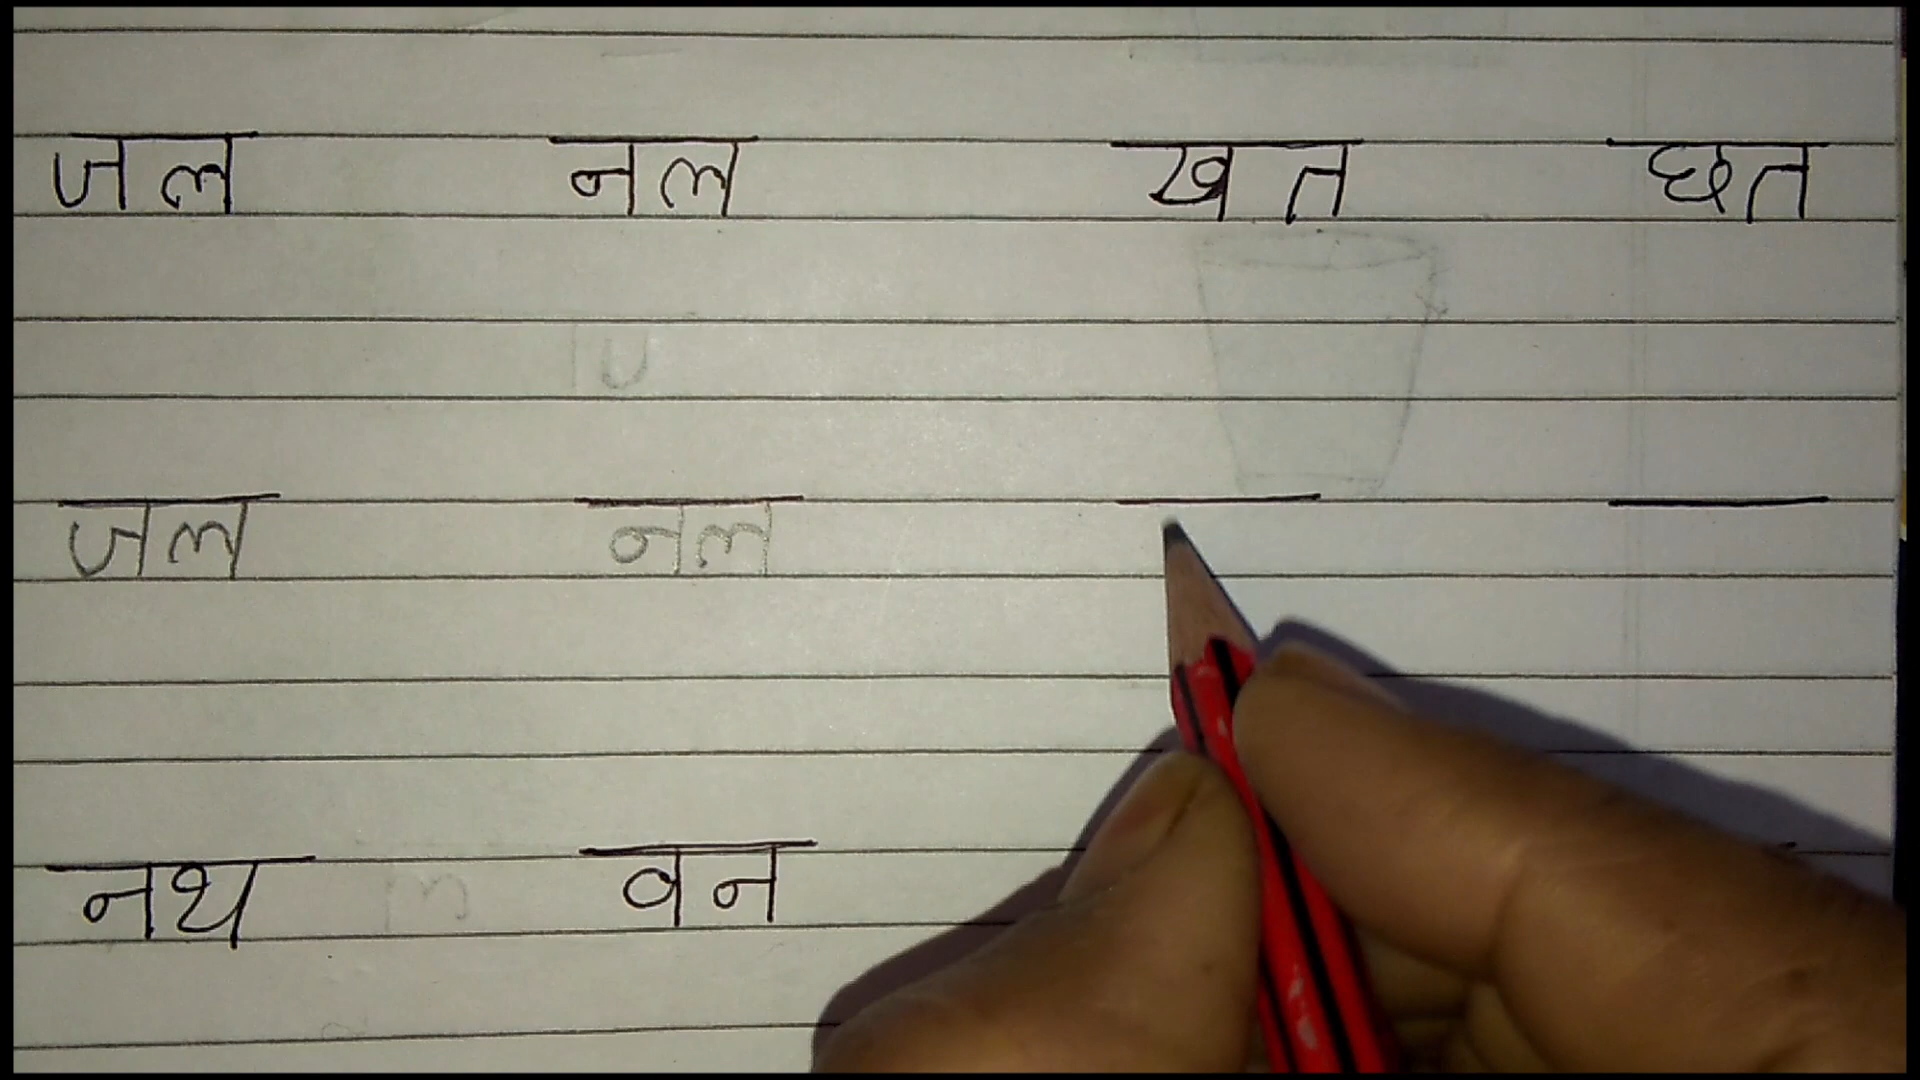 जल नल खत छत
जल नल
नथ वन